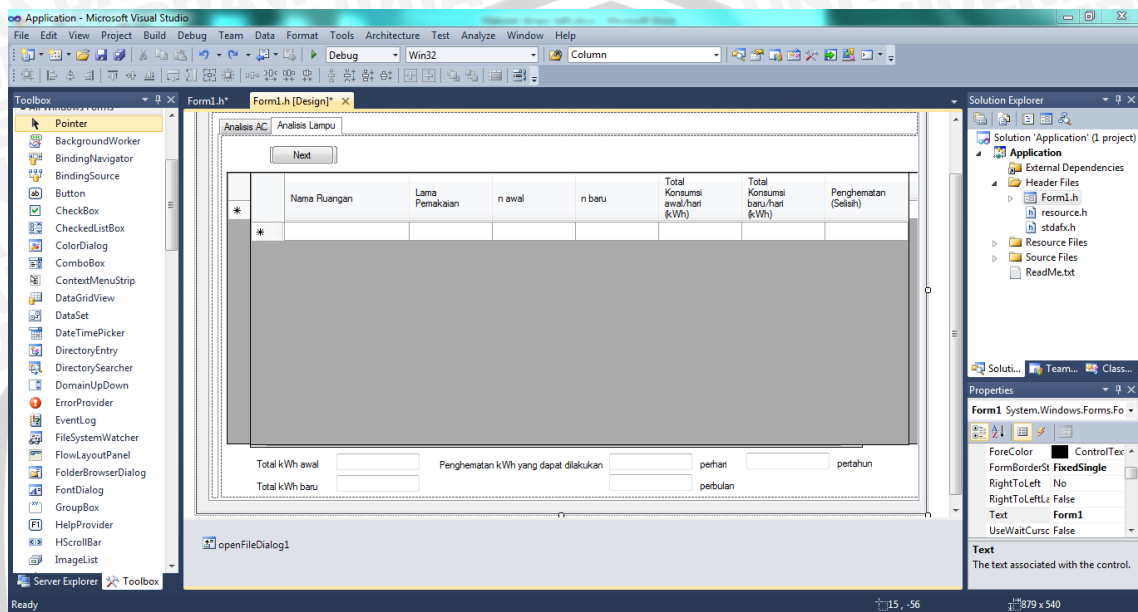 Application - Microsoft Visual Studio
File Edit View Project Build Debug Team Data Format Tools Architecture Test Analyze Window Help
Debug Win32 Column
Toolbox
Form1.h*
Form1.h [Design]*
Solution Explorer
All Windows Forms
Pointer
BackgroundWorker
BindingNavigator
BindingSource
Button
CheckBox
CheckedListBox
ColorDialog
ComboBox
ContextMenuStrip
DataGridView
DataSet
DateTimePicker
DirectoryEntry
DirectorySearcher
DomainUpDown
ErrorProvider
EventLog
FileSystemWatcher
FlowLayoutPanel
FolderBrowserDialog
FontDialog
GroupBox
HelpProvider
HScrollBar
ImageList
Server Explorer Toolbox
Analisis AC Analisis Lampu
Next
Nama Ruangan
Lama
Pemakaian
n awal
n baru
Total
Konsumsi
awal/hari
(kWh)
Total
Konsumsi
baru/hari
(kWh)
Penghematan
(Selisih)
Total kWh awal
Penghematan kWh yang dapat dilakukan
perhari
pertahun
Total kWh baru
perbulan
openFileDialog1
Solution 'Application' (1 project)
Application
External Dependencies
Header Files
Form1.h
resource.h
stdafx.h
Resource Files
Source Files
ReadMe.txt
Soluti... Team... Class...
Properties
Form1 System.Windows.Forms.Fo
ForeColor ControlTex
FormBorderSt FixedSingle
RightToLeft No
RightToLeftLa False
Text Form1
UseWaitCursc False
Text
The text associated with the control.
Ready
15 , -56
879 x 540